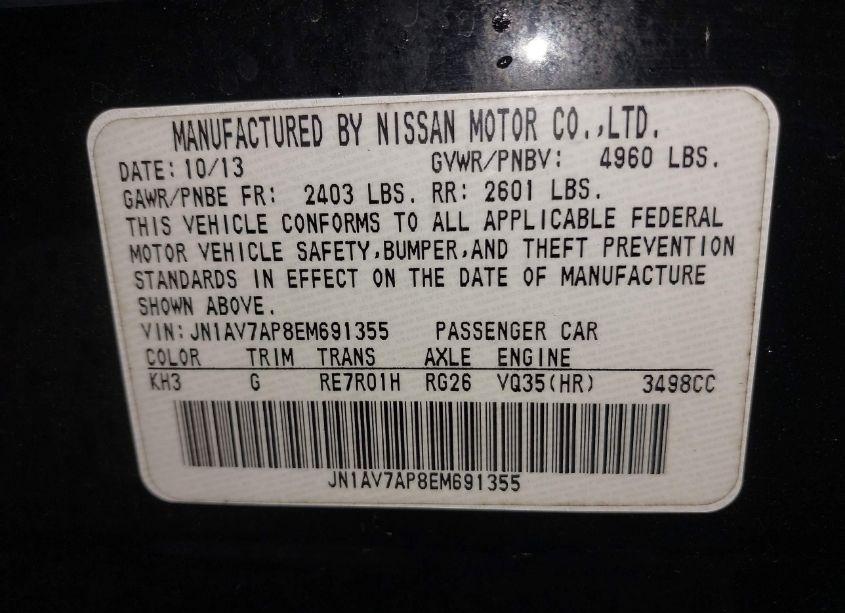 MANUFACTURED BY NISSAN MOTOR CO.,LTD.
DATE: 10/13 GVWR/PNBV: 4960 LBS.
GAWR/PNBE FR: 2403 LBS. RR: 2601 LBS.
THIS VEHICLE CONFORMS TO ALL APPLICABLE FEDERAL
MOTOR VEHICLE SAFETY,BUMPER,AND THEFT PREVENTION
STANDARDS IN EFFECT ON THE DATE OF MANUFACTURE
SHOWN ABOVE.
VIN: JN1AV7AP8EM691355 PASSENGER CAR
COLOR TRIM TRANS AXLE ENGINE
KH3 G RE7R01H RG26 VQ35(HR) 3498CC
JN1AV7AP8EM691355